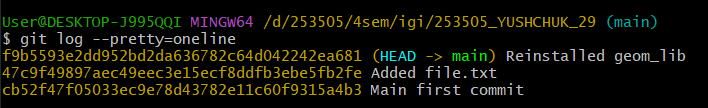 User@DESKTOP-J995QQI MINGW64 /d/253505/4sem/igi/253505_YUSHCHUK_29 (main)
$ git log --pretty=oneline
f9b5593e2dd952bd2da636782c64d042242ea681 (HEAD -> main) Reinstalled geom_lib
47c9f49897aec49eec3e15ecf8ddfb3ebe5fb2fe Added file.txt
cb52f47f05033ec9e78d43782e11c60f9315a4b3 Main first commit